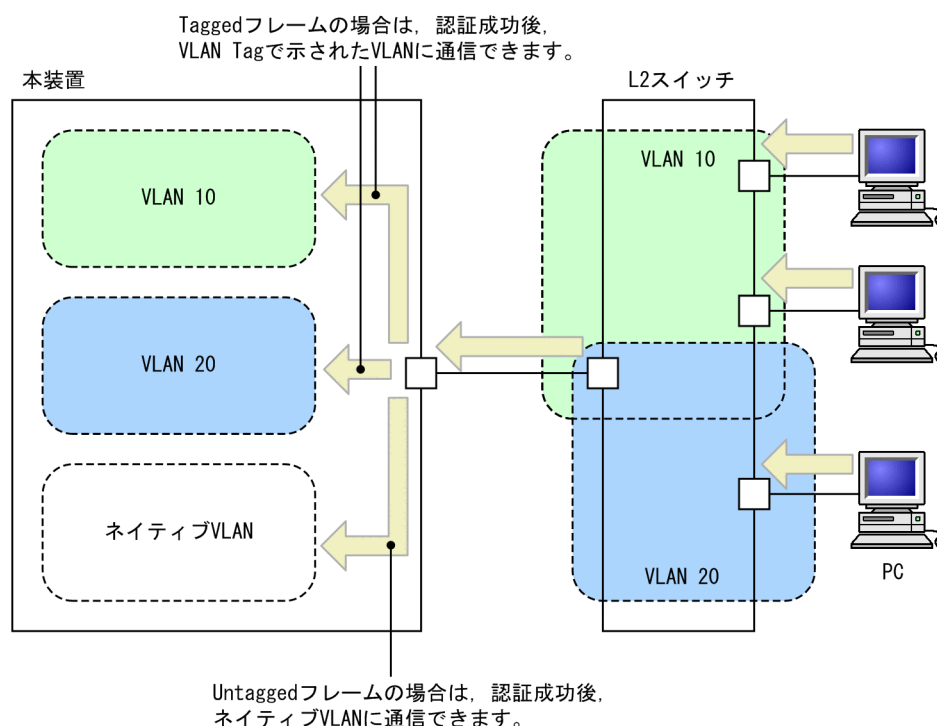 Taggedフレームの場合は，認証成功後，
VLAN Tagで示されたVLANに通信できます。
本装置
L2スイッチ
VLAN 10
VLAN 10
VLAN 20
ネイティブVLAN
VLAN 20
PC
Untaggedフレームの場合は，認証成功後，
ネイティブVLANに通信できます。